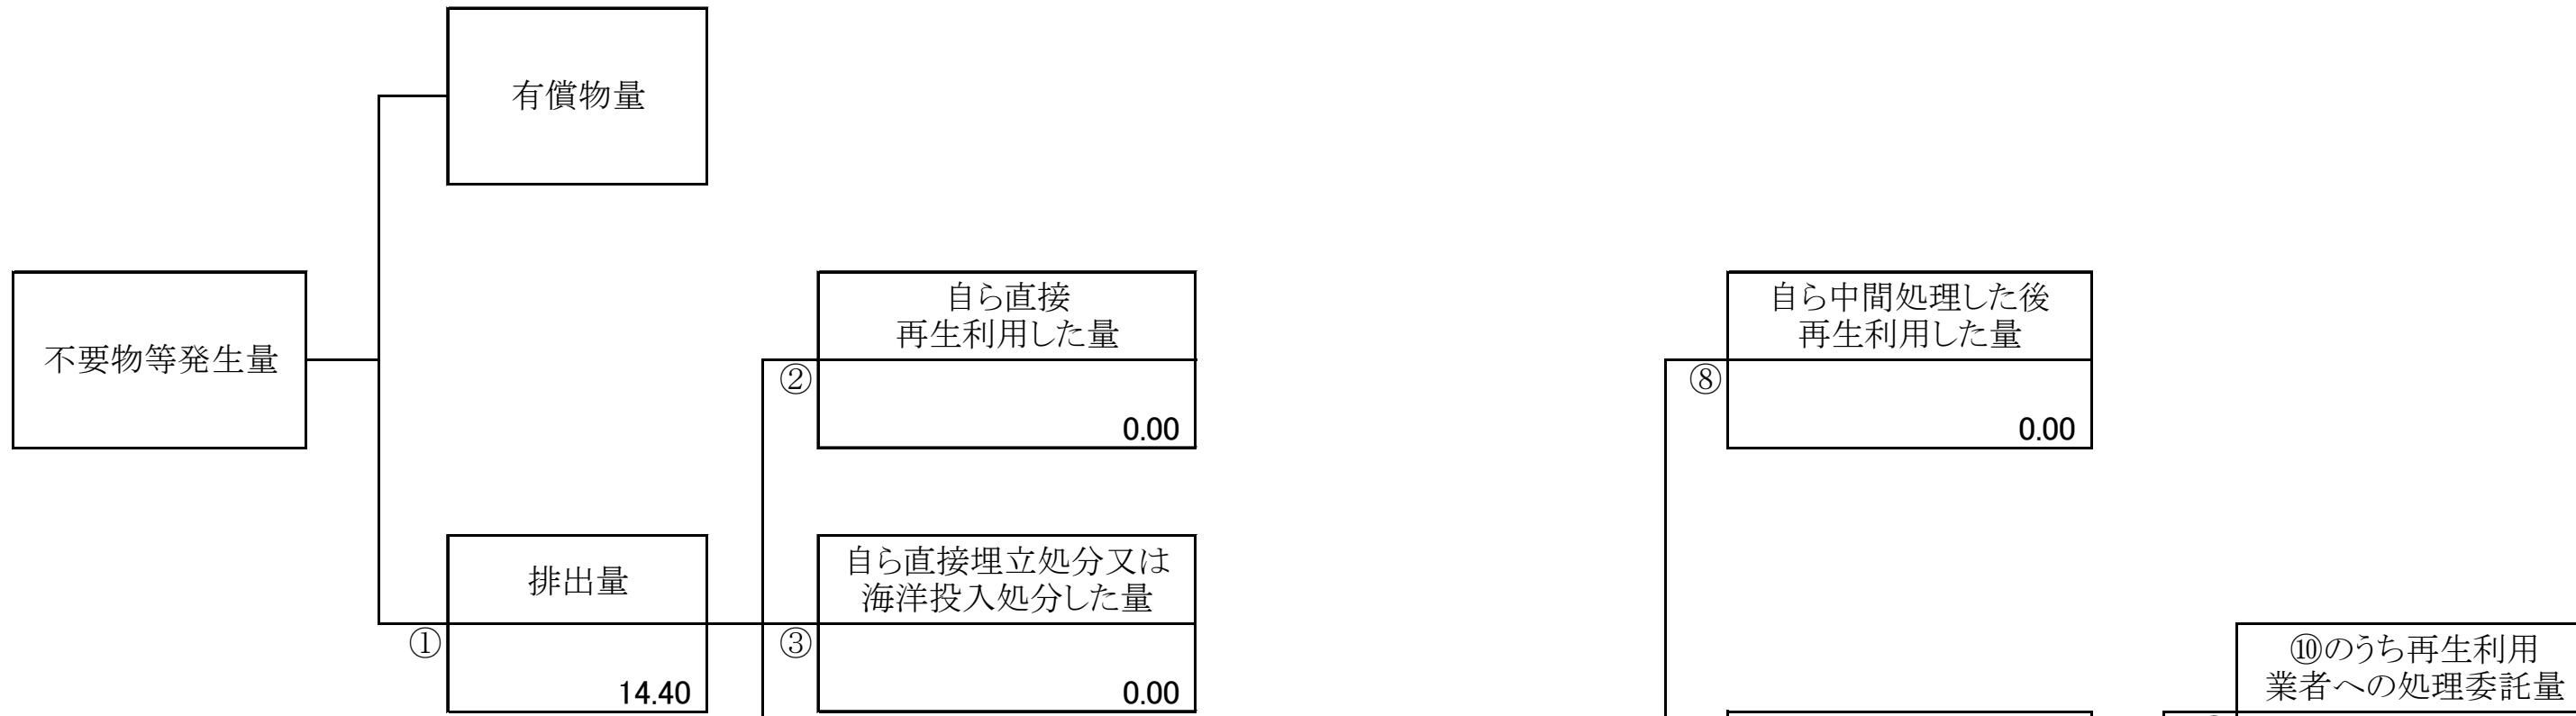 有償物量
自ら直接
再生利用した量
自ら中間処理した後
再生利用した量
不要物等発生量
②
⑧
0.00
0.00
排出量
自ら直接埋立処分又は
海洋投入処分した量
①
③
⑩のうち再生利用
業者への処理委託量
14.40
0.00